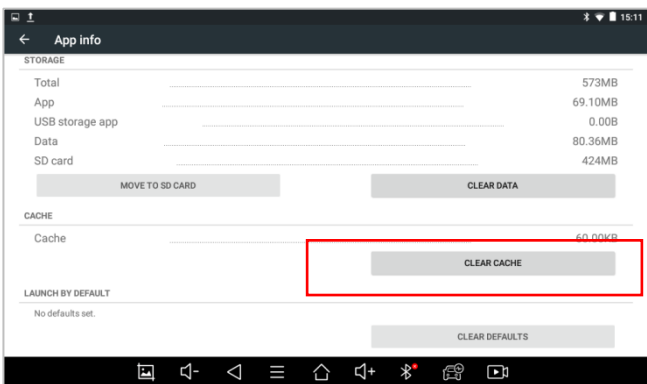 15:11
App info
STORAGE
Total 573MB
App 69.10MB
USB storage app 0.00B
Data 80.36MB
SD card 424MB
MOVE TO SD CARD CLEAR DATA
CACHE
Cache 60.00KB
CLEAR CACHE
LAUNCH BY DEFAULT
No defaults set.
CLEAR DEFAULTS